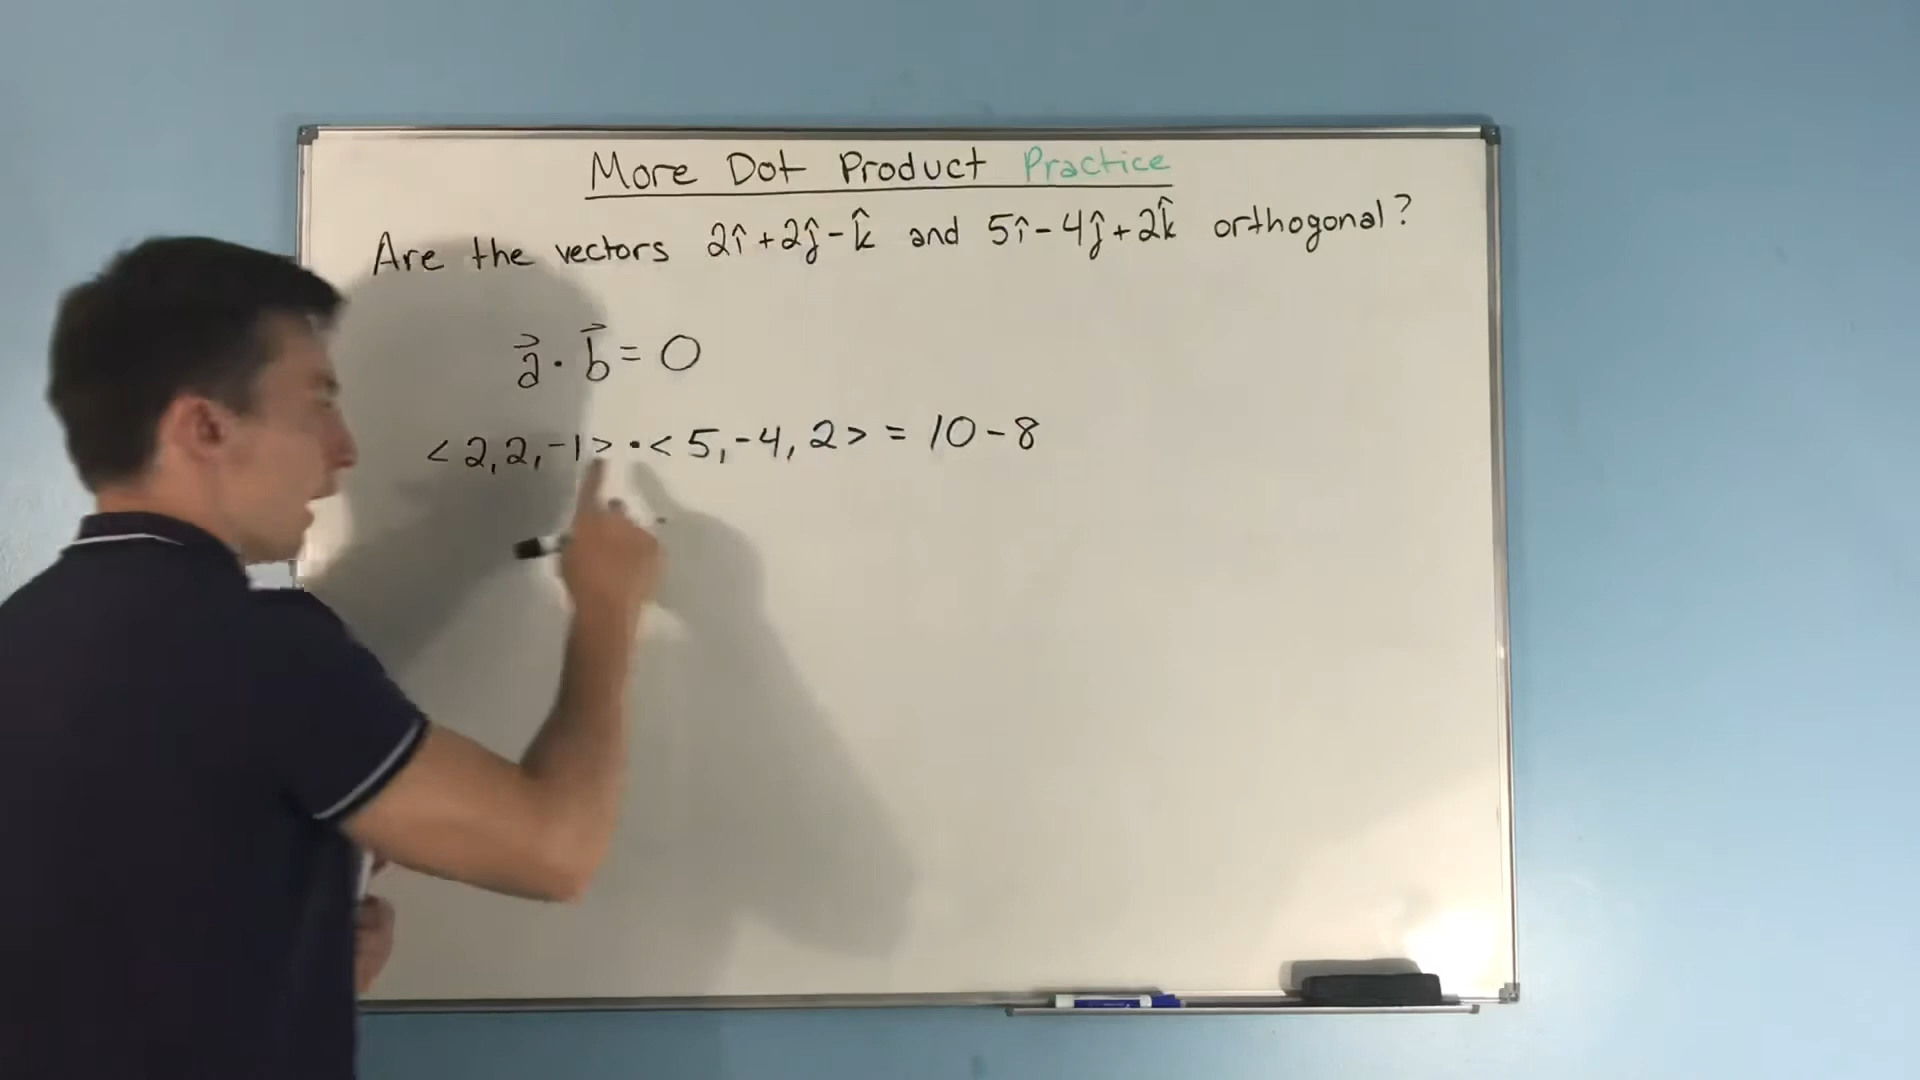 More Dot Product Practice
Are the vectors 2î + 2ĵ - k̂ and 5î - 4ĵ + 2k̂ orthogonal?
a⃗ · b⃗ = 0
<2, 2, -1> · <5, -4, 2> = 10 - 8